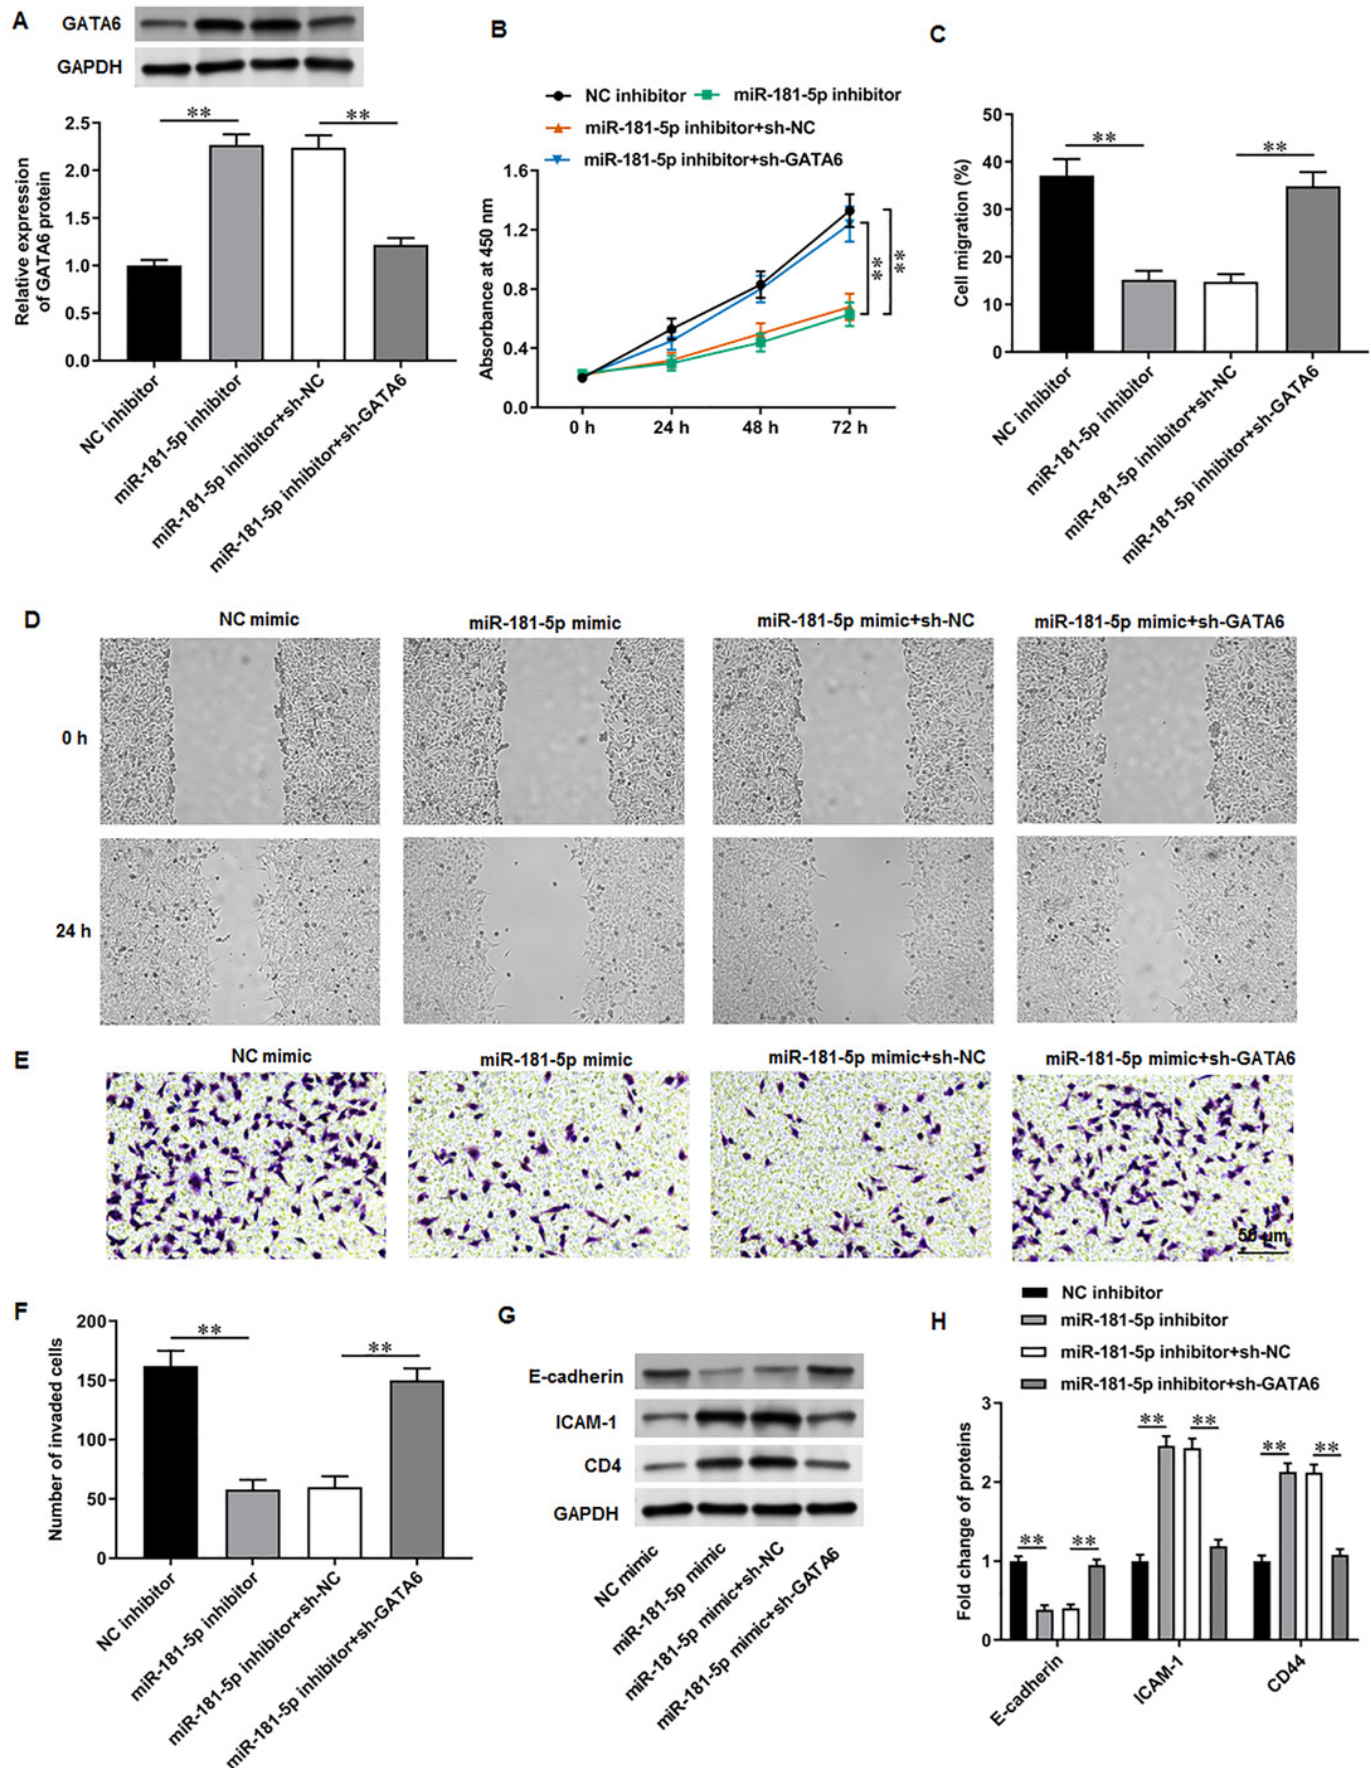 A
GATA6
GAPDH
**
**
2.5
2.0
1.5
1.0
0.5
0.0
Relative expression
of GATA6 protein
NC inhibitor
miR-181-5p inhibitor
miR-181-5p inhibitor+sh-NC
miR-181-5p inhibitor+sh-GATA6
B
NC inhibitor
miR-181-5p inhibitor
miR-181-5p inhibitor+sh-NC
miR-181-5p inhibitor+sh-GATA6
1.6
1.2
0.8
0.4
0.0
Absorbance at 450 nm
**
**
0 h
24 h
48 h
72 h
C
50
40
30
20
10
0
Cell migration (%)
**
**
NC inhibitor
miR-181-5p inhibitor
miR-181-5p inhibitor+sh-NC
miR-181-5p inhibitor+sh-GATA6
D
NC mimic
miR-181-5p mimic
miR-181-5p mimic+sh-NC
miR-181-5p mimic+sh-GATA6
0 h
24 h
E
NC mimic
miR-181-5p mimic
miR-181-5p mimic+sh-NC
miR-181-5p mimic+sh-GATA6
50 μm
F
200
150
100
50
0
Number of invaded cells
**
**
NC inhibitor
miR-181-5p inhibitor
miR-181-5p inhibitor+sh-NC
miR-181-5p inhibitor+sh-GATA6
G
E-cadherin
ICAM-1
CD4
GAPDH
NC mimic
miR-181-5p mimic
miR-181-5p mimic+sh-NC
miR-181-5p mimic+sh-GATA6
H
NC inhibitor
miR-181-5p inhibitor
miR-181-5p inhibitor+sh-NC
miR-181-5p inhibitor+sh-GATA6
3
2
1
0
Fold change of proteins
**
**
**
**
**
**
E-cadherin
ICAM-1
CD44